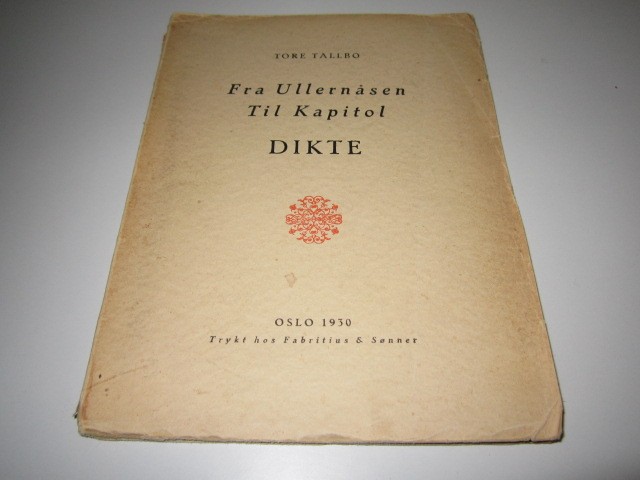 TORE TALLBO
Fra Ullernåsen
Til Kapitol
DIKTE
OSLO 1930
Trykt hos Fabritius & Sønner